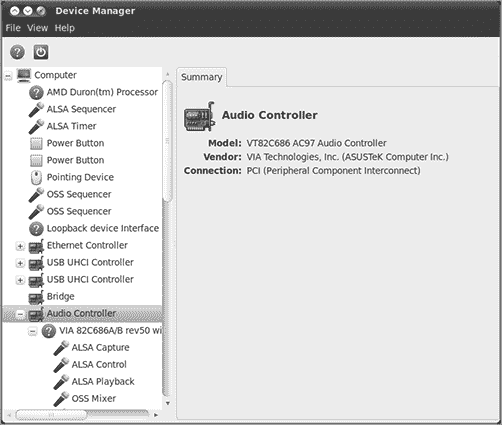 Device Manager
File View Help
Computer
AMD Duron(tm) Processor
ALSA Sequencer
ALSA Timer
Power Button
Power Button
Pointing Device
OSS Sequencer
OSS Sequencer
Loopback device Interface
Ethernet Controller
USB UHCI Controller
USB UHCI Controller
Bridge
Audio Controller
VIA 82C686A/B rev50 wi
ALSA Capture
ALSA Control
ALSA Playback
OSS Mixer
Summary
Audio Controller
Model: VT82C686 AC97 Audio Controller
Vendor: VIA Technologies, Inc. (ASUSTeK Computer Inc.)
Connection: PCI (Peripheral Component Interconnect)